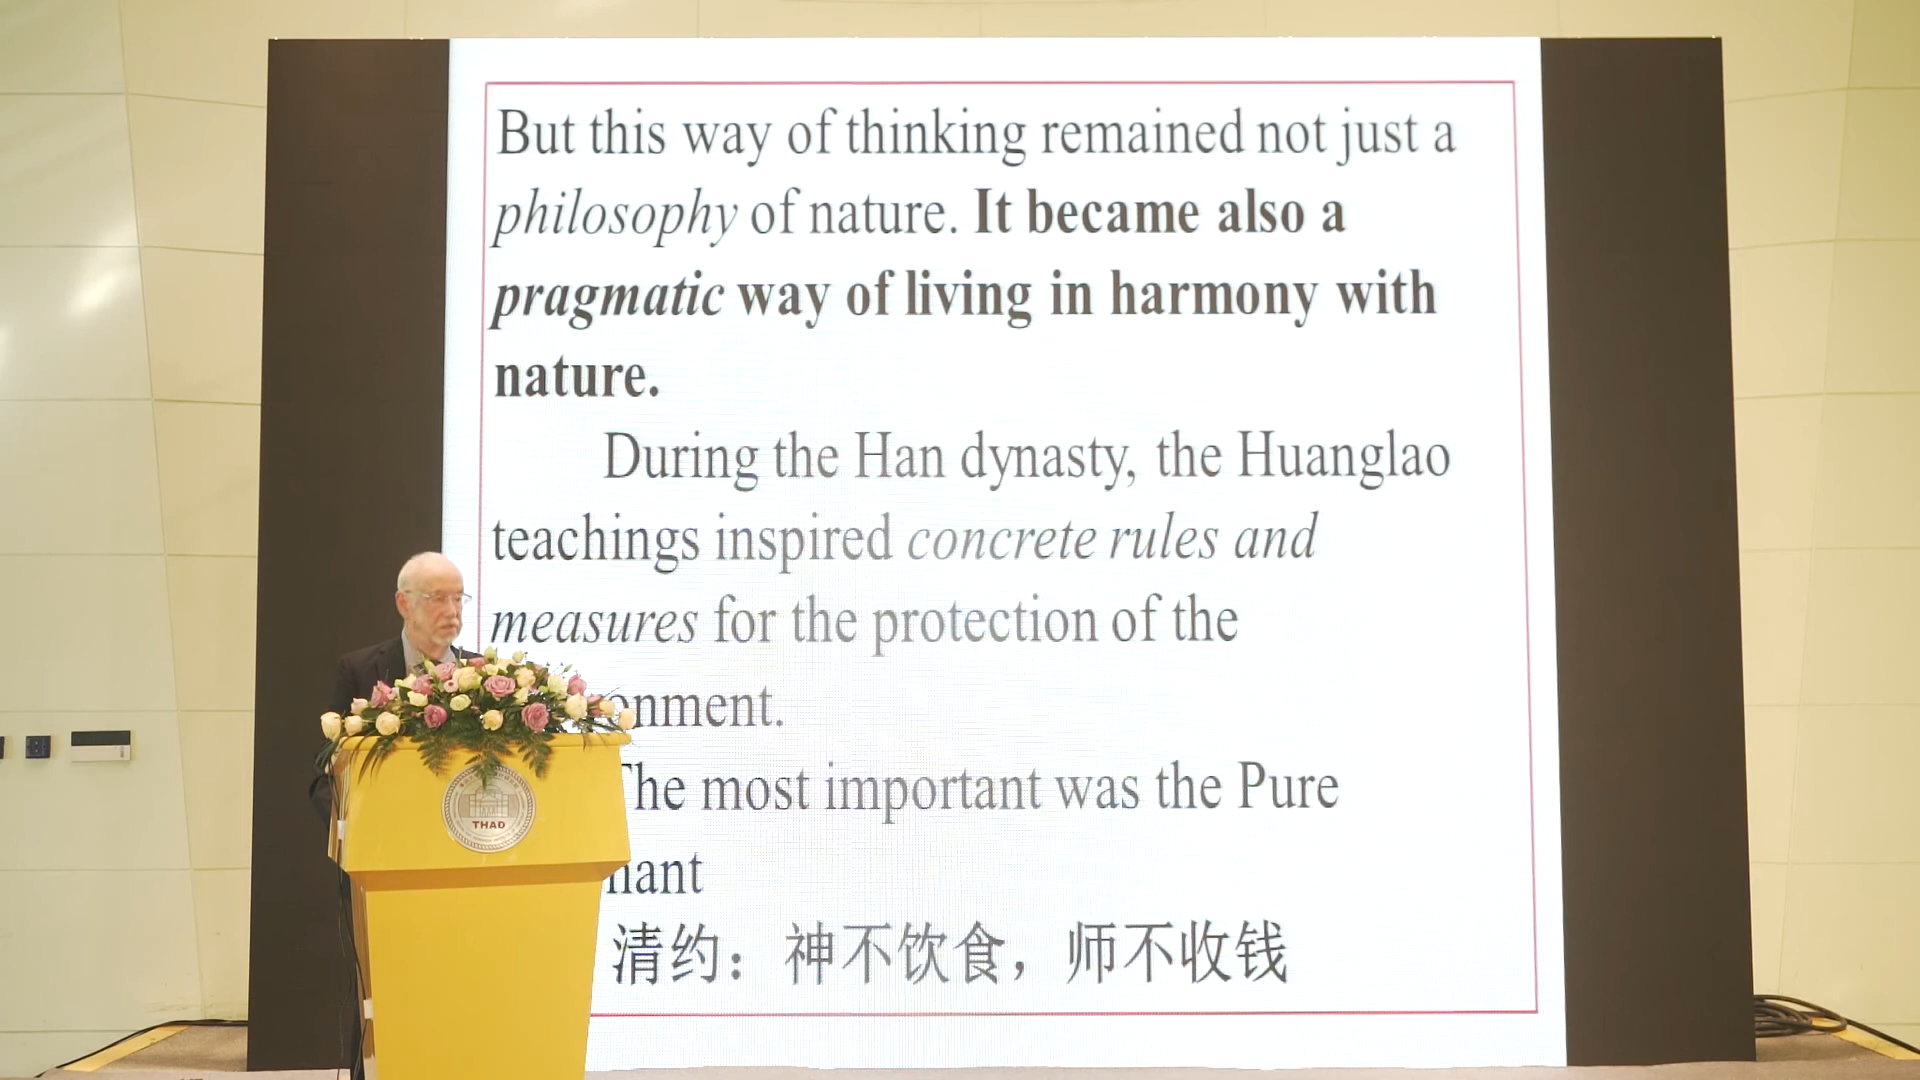 But this way of thinking remained not just a
philosophy of nature. It became also a
pragmatic way of living in harmony with
nature.
During the Han dynasty, the Huanglao
teachings inspired concrete rules and
measures for the protection of the
onment.
The most important was the Pure
nant
清约：神不饮食，师不收钱
THAD